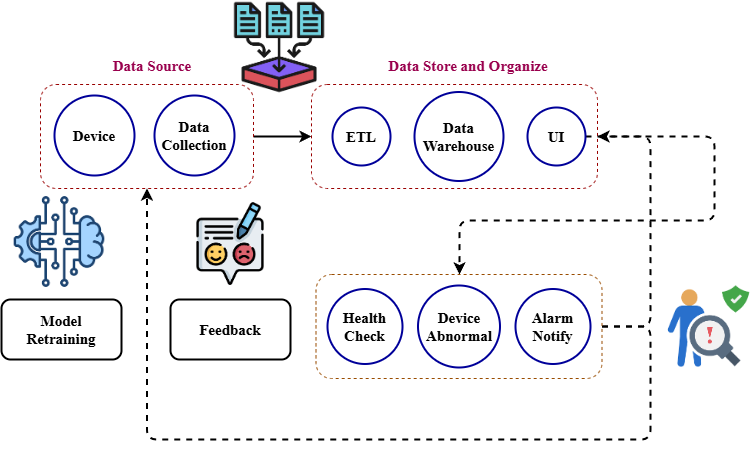 Data Source
Data Store and Organize
Device
Data
Collection
ETL
Data
Warehouse
UI
Model
Retraining
Feedback
Health
Check
Device
Abnormal
Alarm
Notify
!